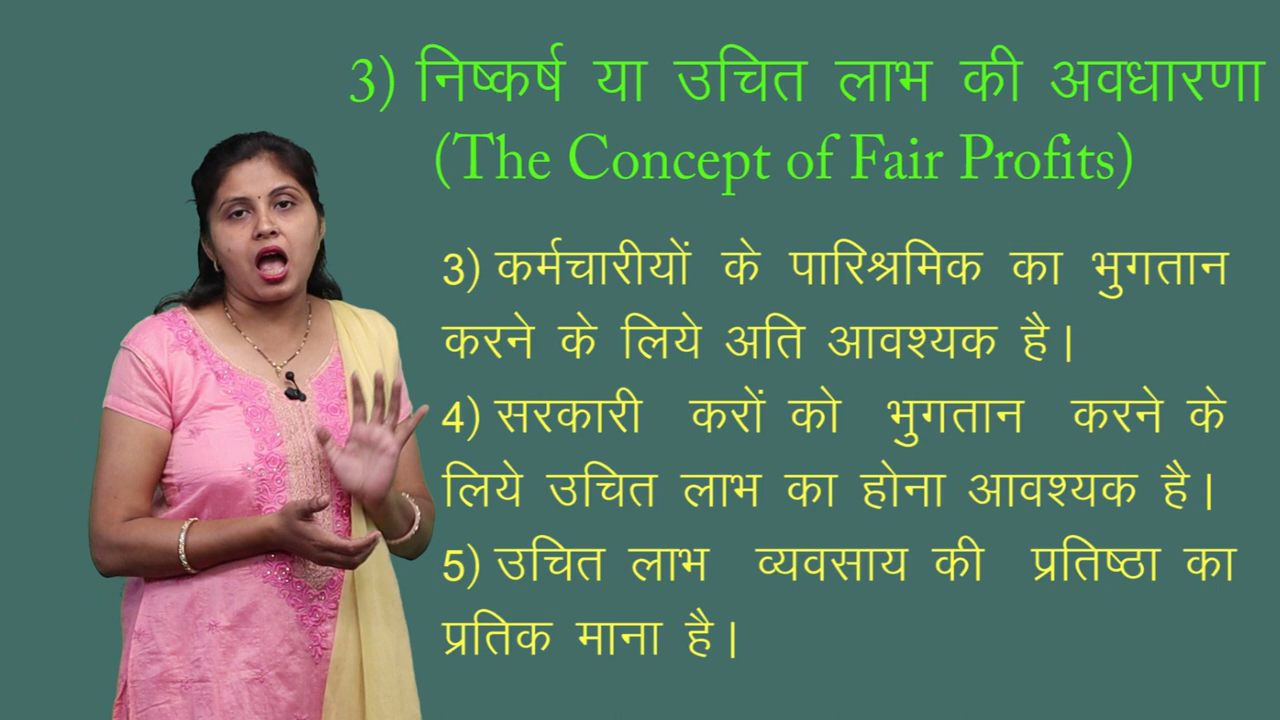 3) निष्कर्ष या उचित लाभ की अवधारणा
(The Concept of Fair Profits)
3) कर्मचारीयों के पारिश्रमिक का भुगतान
करने के लिये अति आवश्यक है।
4) सरकारी करों को भुगतान करने के
लिये उचित लाभ का होना आवश्यक है।
5) उचित लाभ व्यवसाय की प्रतिष्ठा का
प्रतिक माना है।